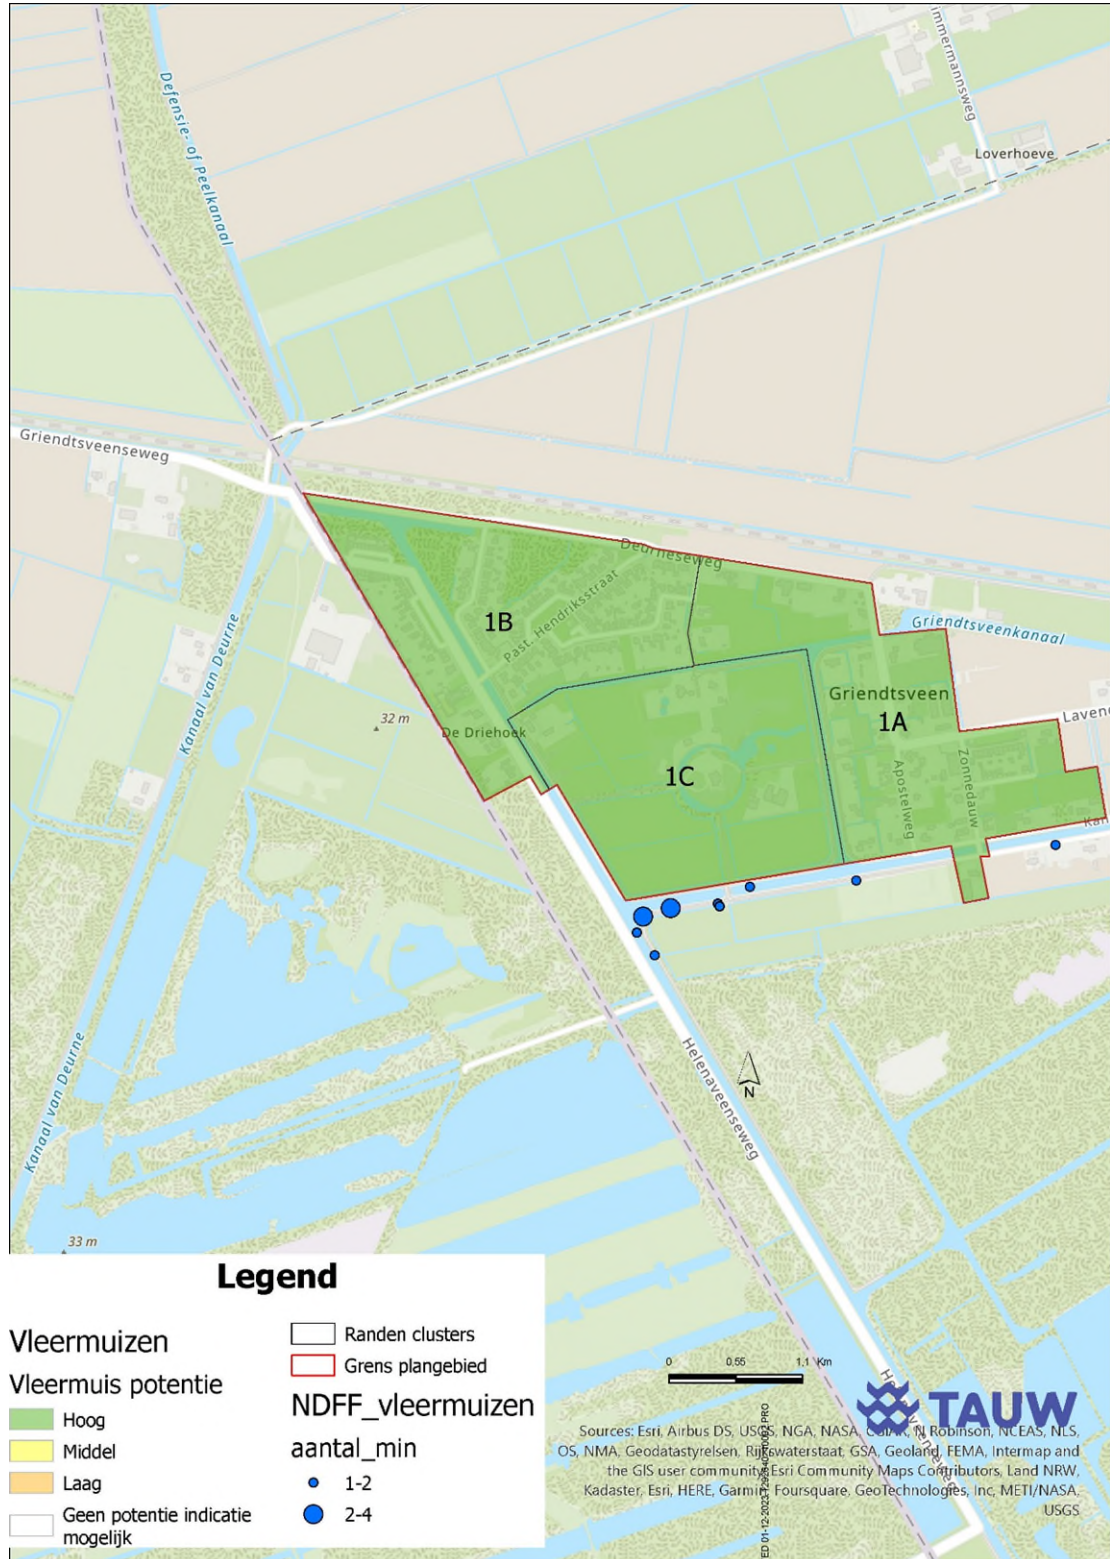 immermannsweg
Loverhoeve
Defensie- of Peelkanaal
Griendtsveenseweg
Deurneseweg
Griendtsveenkanaal
1B
Past. Hendriksstraat
Griendtsveen
1A
Lavend
32 m
De Driehoek
1C
Zonnedauw
Apostelweg
Kan
Kanaal van Deurne
Kanaal van Deurne
Helenaveenseweg
N
33 m
Legend
Vleermuizen
Vleermuis potentie
Hoog
Middel
Laag
Geen potentie indicatie
mogelijk
Randen clusters
Grens plangebied
NDFF_vleermuizen
aantal_min
1-2
2-4
0 0.55 1.1 Km
TAUW
Sources: Esri, Airbus DS, USGS, NGA, NASA, CGIAR, N Robinson, NCEAS, NLS,
OS, NMA, Geodatastyrelsen, Rijkswaterstaat, GSA, Geoland, FEMA, Intermap and
the GIS user community, Esri Community Maps Contributors, Land NRW,
Kadaster, Esri, HERE, Garmin, Foursquare, GeoTechnologies, Inc, METI/NASA,
USGS